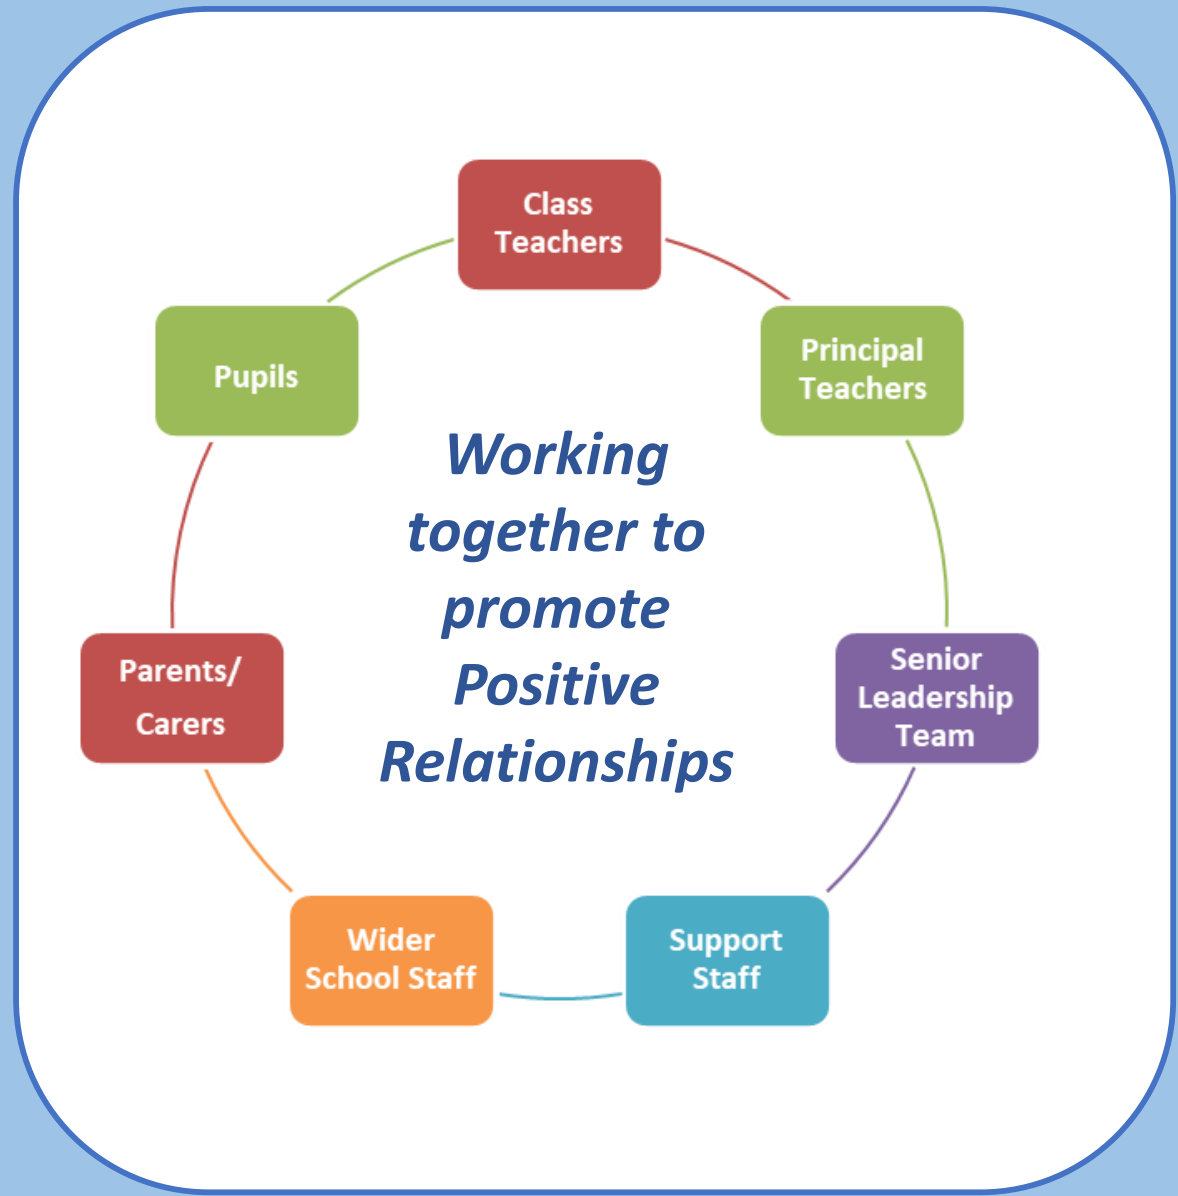 Class
Teachers
Principal
Teachers
Senior
Leadership
Team
Support
Staff
Wider
School Staff
Parents/
Carers
Pupils
Working
together to
promote
Positive
Relationships